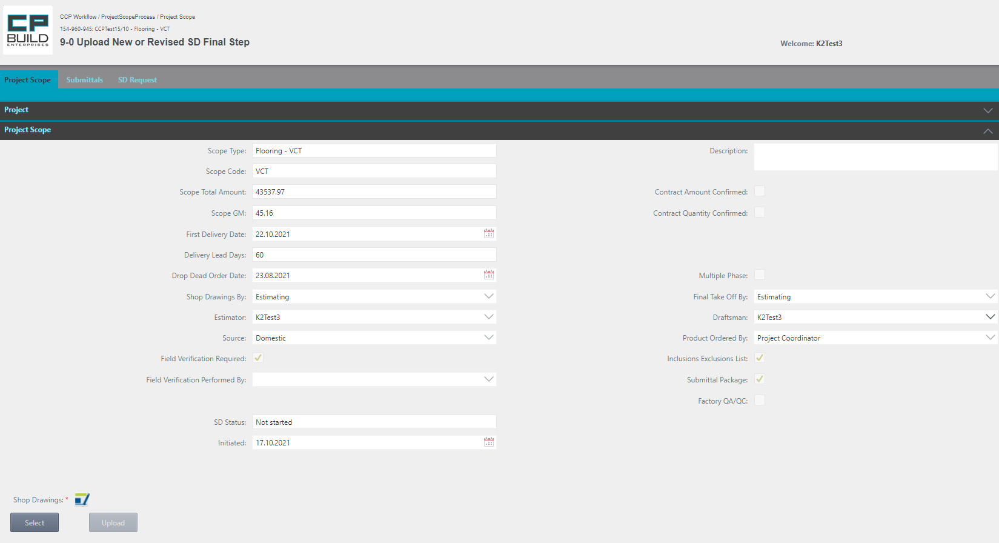 CP
BUILD
ENTERPRISES
CCP Workflow / ProjectScopeProcess / Project Scope
154-960-945: CCPTest15/10 - Flooring - VCT
9-0 Upload New or Revised SD Final Step
Welcome: K2Test3
Project Scope Submittals SD Request
Project
Project Scope
Scope Type: Flooring - VCT Description:
Scope Code: VCT
Scope Total Amount: 43537.97 Contract Amount Confirmed:
Scope GM: 45.16 Contract Quantity Confirmed:
First Delivery Date: 22.10.2021
Delivery Lead Days: 60
Drop Dead Order Date: 23.08.2021 Multiple Phase:
Shop Drawings By: Estimating Final Take Off By: Estimating
Estimator: K2Test3 Draftsman: K2Test3
Source: Domestic Product Ordered By: Project Coordinator
Field Verification Required: Inclusions Exclusions List:
Field Verification Performed By: Submittal Package:
Factory QA/QC:
SD Status: Not started
Initiated: 17.10.2021
Shop Drawings: *
Select Upload